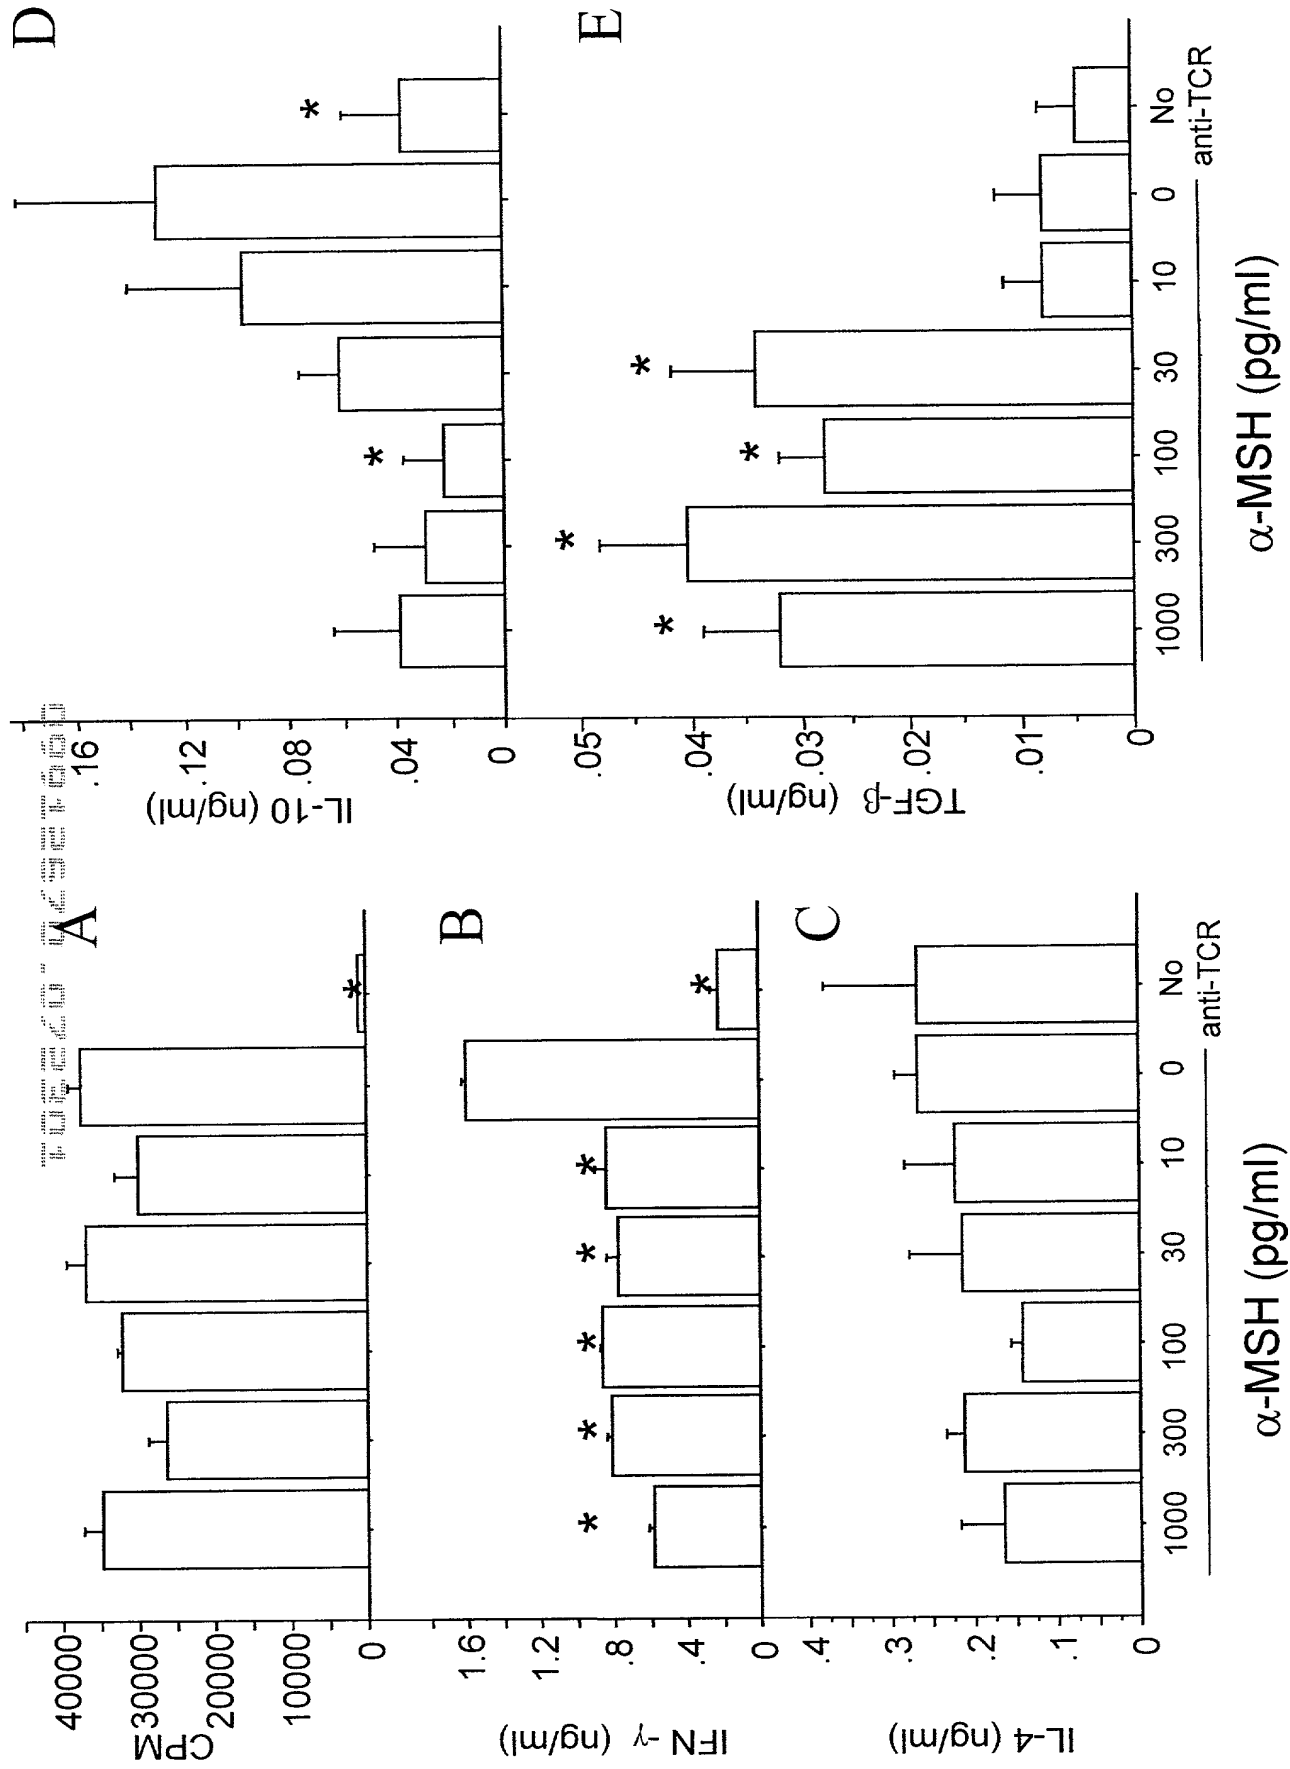 A
40000
30000
20000
10000
0
CPM
*
B
1.6
1.2
.8
.4
0
IFN -γ (ng/ml)
* * * * * *
C
.4
.3
.2
.1
0
IL-4 (ng/ml)
1000 300 100 30 10 0 No
anti-TCR
α-MSH (pg/ml)
D
.16
.12
.08
.04
0
IL-10 (ng/ml)
* *
E
.05
.04
.03
.02
.01
0
TGF-β (ng/ml)
* * * *
1000 300 100 30 10 0 No
anti-TCR
α-MSH (pg/ml)